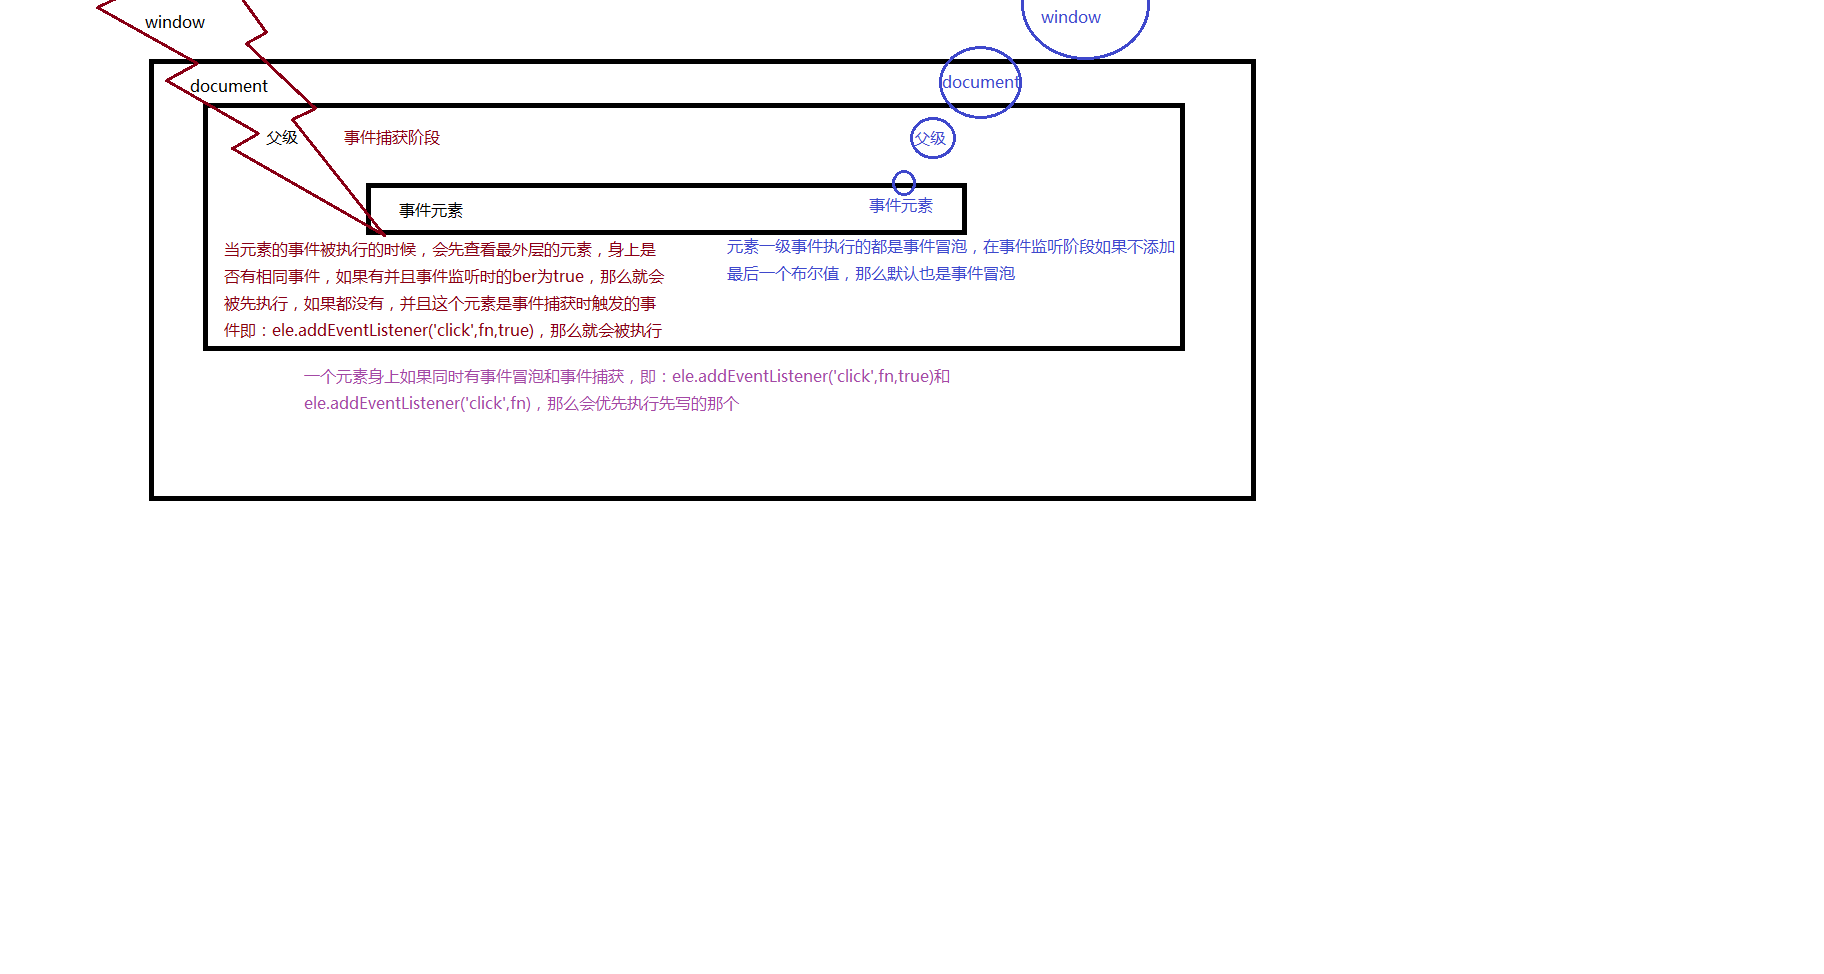 window
window
document
document
父级
事件捕获阶段
父级
事件元素
事件元素
当元素的事件被执行的时候，会先查看最外层的元素，身上是
否有相同事件，如果有并且事件监听时的ber为true，那么就会
被先执行，如果都没有，并且这个元素是事件捕获时触发的事
件即：ele.addEventListener('click',fn,true)，那么就会被执行
元素一级事件执行的都是事件冒泡，在事件监听阶段如果不添加
最后一个布尔值，那么默认也是事件冒泡
一个元素身上如果同时有事件冒泡和事件捕获，即：ele.addEventListener('click',fn,true)和
ele.addEventListener('click',fn)，那么会优先执行先写的那个